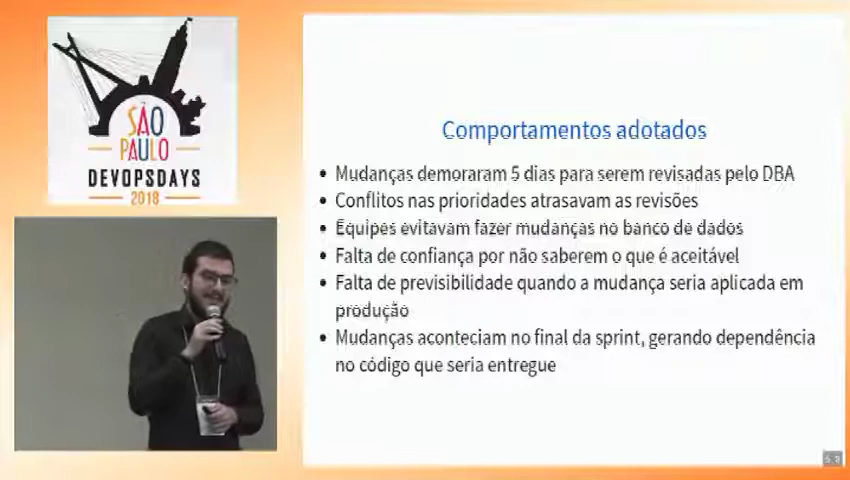 SÃO
PAULO
DEVOPSDAYS
2018
Comportamentos adotados
Mudanças demoraram 5 dias para serem revisadas pelo DBA
Conflitos nas prioridades atrasavam as revisões
Equipes evitavam fazer mudanças no banco de dados
Falta de confiança por não saberem o que é aceitável
Falta de previsibilidade quando a mudança seria aplicada em
produção
Mudanças aconteciam no final da sprint, gerando dependência
no código que seria entregue